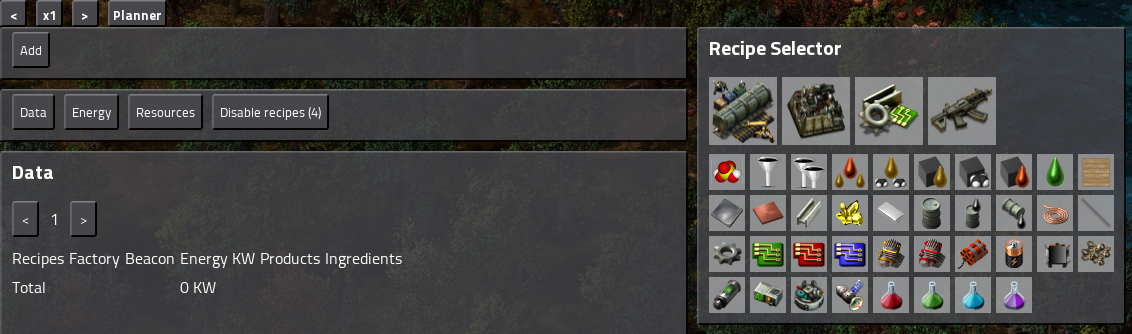 < x1 > Planner
Add
Recipe Selector
Data Energy Resources Disable recipes (4)
Data
< 1 >
Recipes Factory Beacon Energy KW Products Ingredients
Total 0 KW